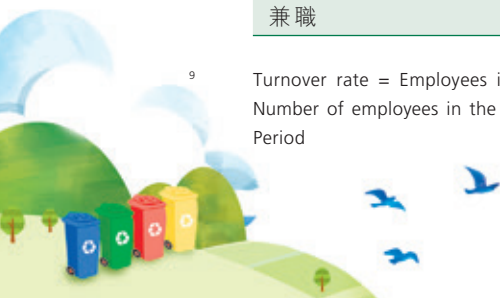 兼職
9 Turnover rate = Employees i
Number of employees in the
Period